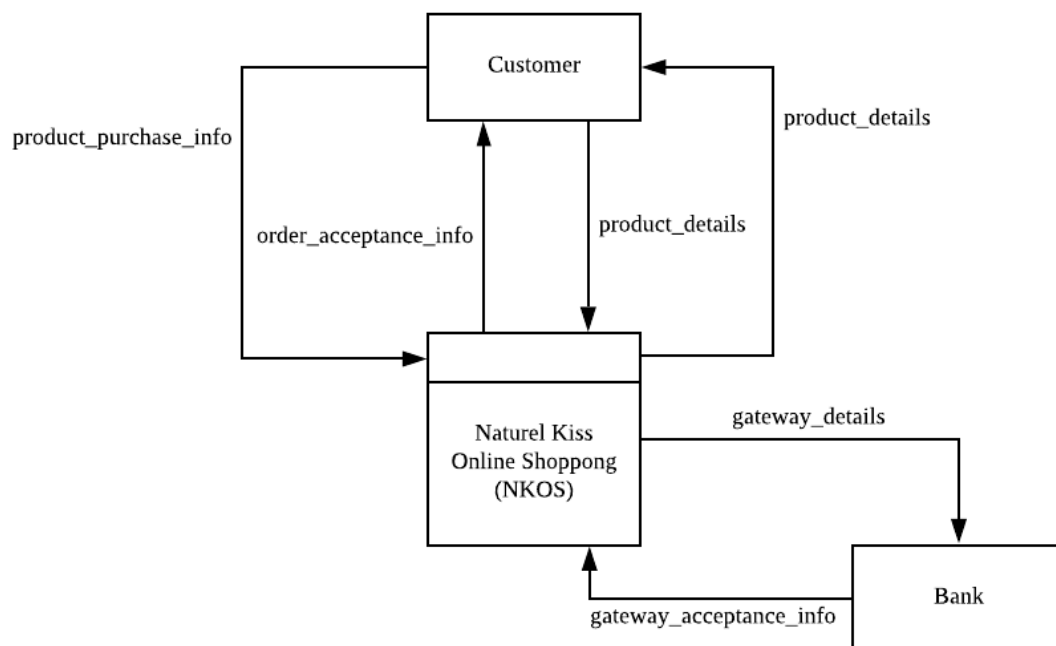 Customer
product_details
product_purchase_info
product_details
order_acceptance_info
Naturel Kiss
Online Shoppong
(NKOS)
gateway_details
Bank
gateway_acceptance_info